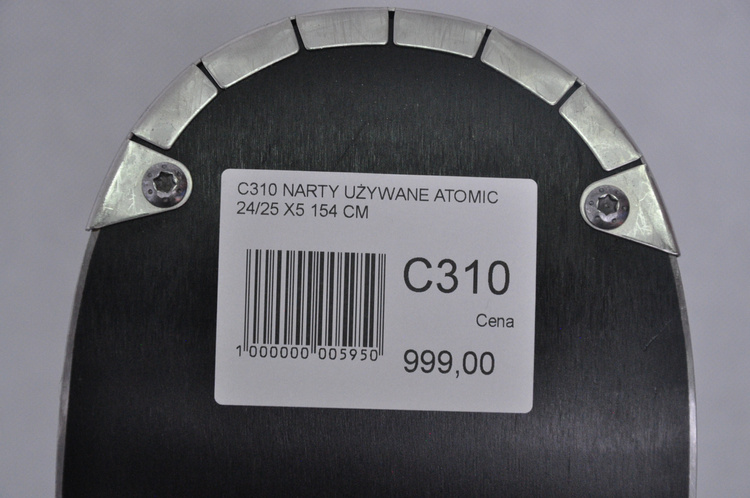 C310 NARTY UŻYWANE ATOMIC
24/25 X5 154 CM
C310
Cena
1 000000 005950
999,00